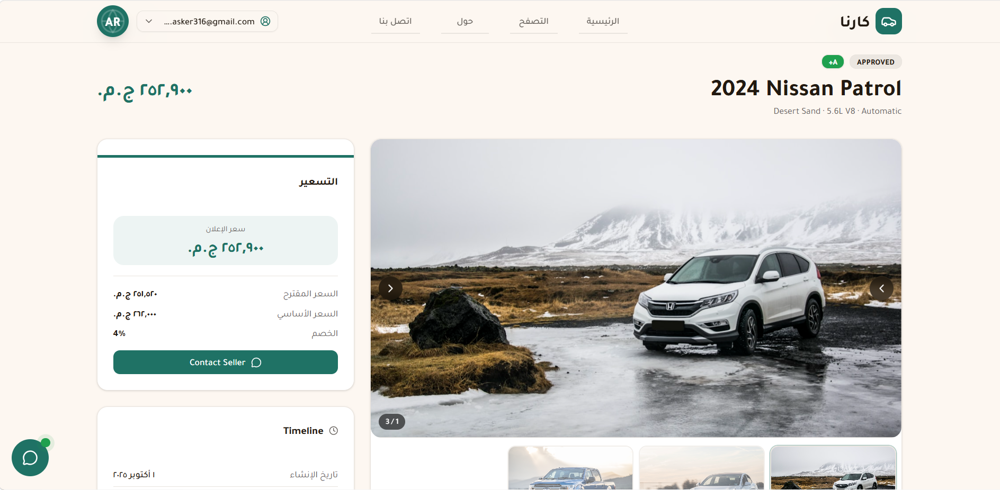 كارنا
الرئيسية
التصفح
حول
اتصل بنا
asker316@gmail.com....
AR
APPROVED
A+
2024 Nissan Patrol
Desert Sand · 5.6L V8 · Automatic
٢٥٢,٩٠٠ ج.م.
3 / 1
التسعير
سعر الإعلان
٢٥٢,٩٠٠ ج.م.
السعر المقترح ٢٥١,٥٢٠ ج.م.
السعر الأساسي ٢٦٢,٠٠٠ ج.م.
الخصم 4%
Contact Seller
Timeline
تاريخ الإنشاء ١ أكتوبر ٢٠٢٥